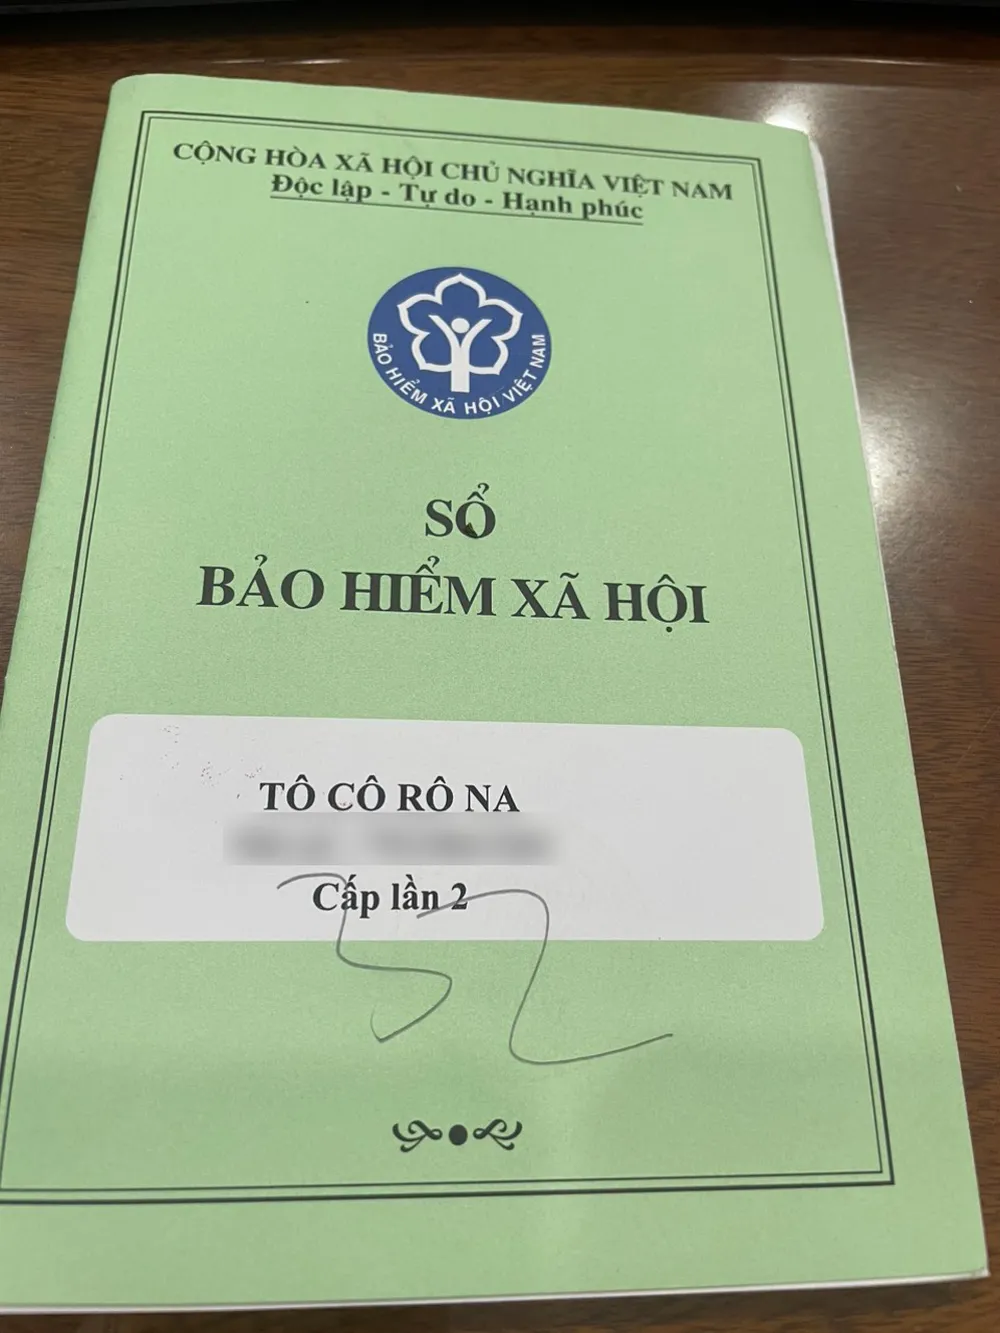 CỘNG HÒA XÃ HỘI CHỦ NGHĨA VIỆT NAM
Độc lập - Tự do - Hạnh phúc
BẢO HIỂM XÃ HỘI VIỆT NAM
SỔ
BẢO HIỂM XÃ HỘI
TÔ CÔ RÔ NA
Cấp lần 2
52